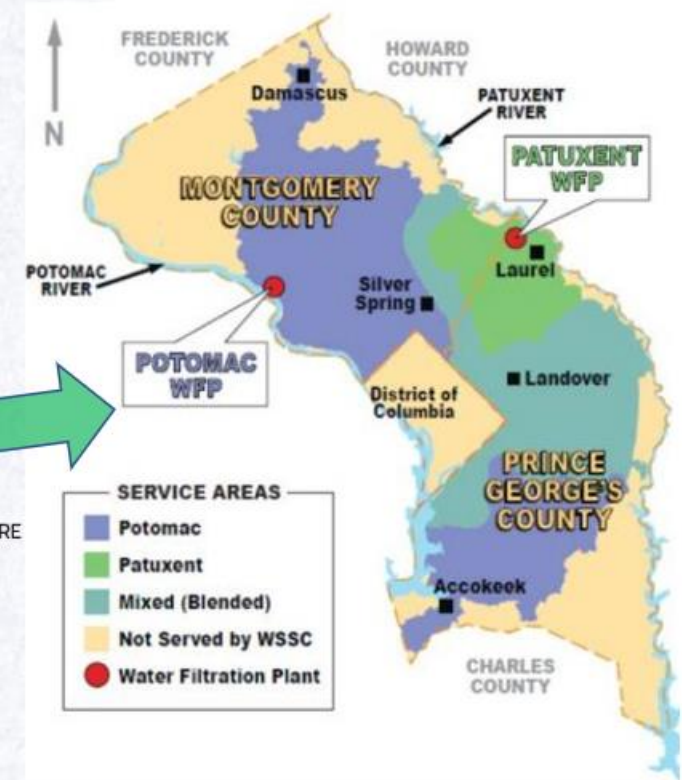 FREDERICK
COUNTY
HOWARD
COUNTY
N
Damascus
PATUXENT
RIVER
PATUXENT
WFP
MONTGOMERY
COUNTY
POTOMAC
RIVER
Laurel
Silver
Spring
POTOMAC
WFP
District of
Columbia
Landover
PRINCE
GEORGE'S
COUNTY
RE
SERVICE AREAS
Potomac
Patuxent
Mixed (Blended)
Not Served by WSSC
Water Filtration Plant
Accokeek
CHARLES
COUNTY